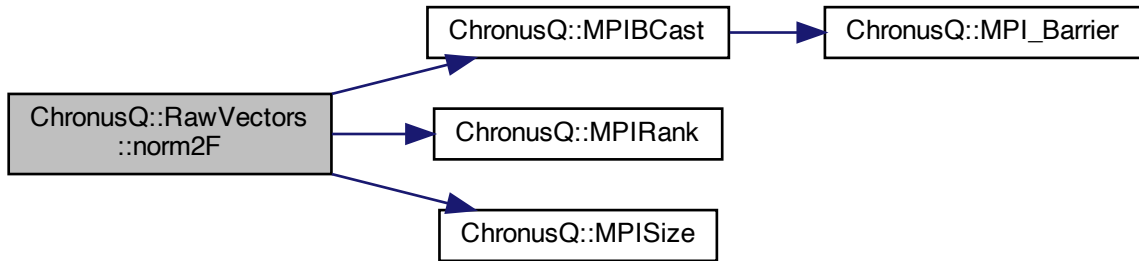 ChronusQ::RawVectors
::norm2F
ChronusQ::MPIBCast
ChronusQ::MPI_Barrier
ChronusQ::MPIRank
ChronusQ::MPISize